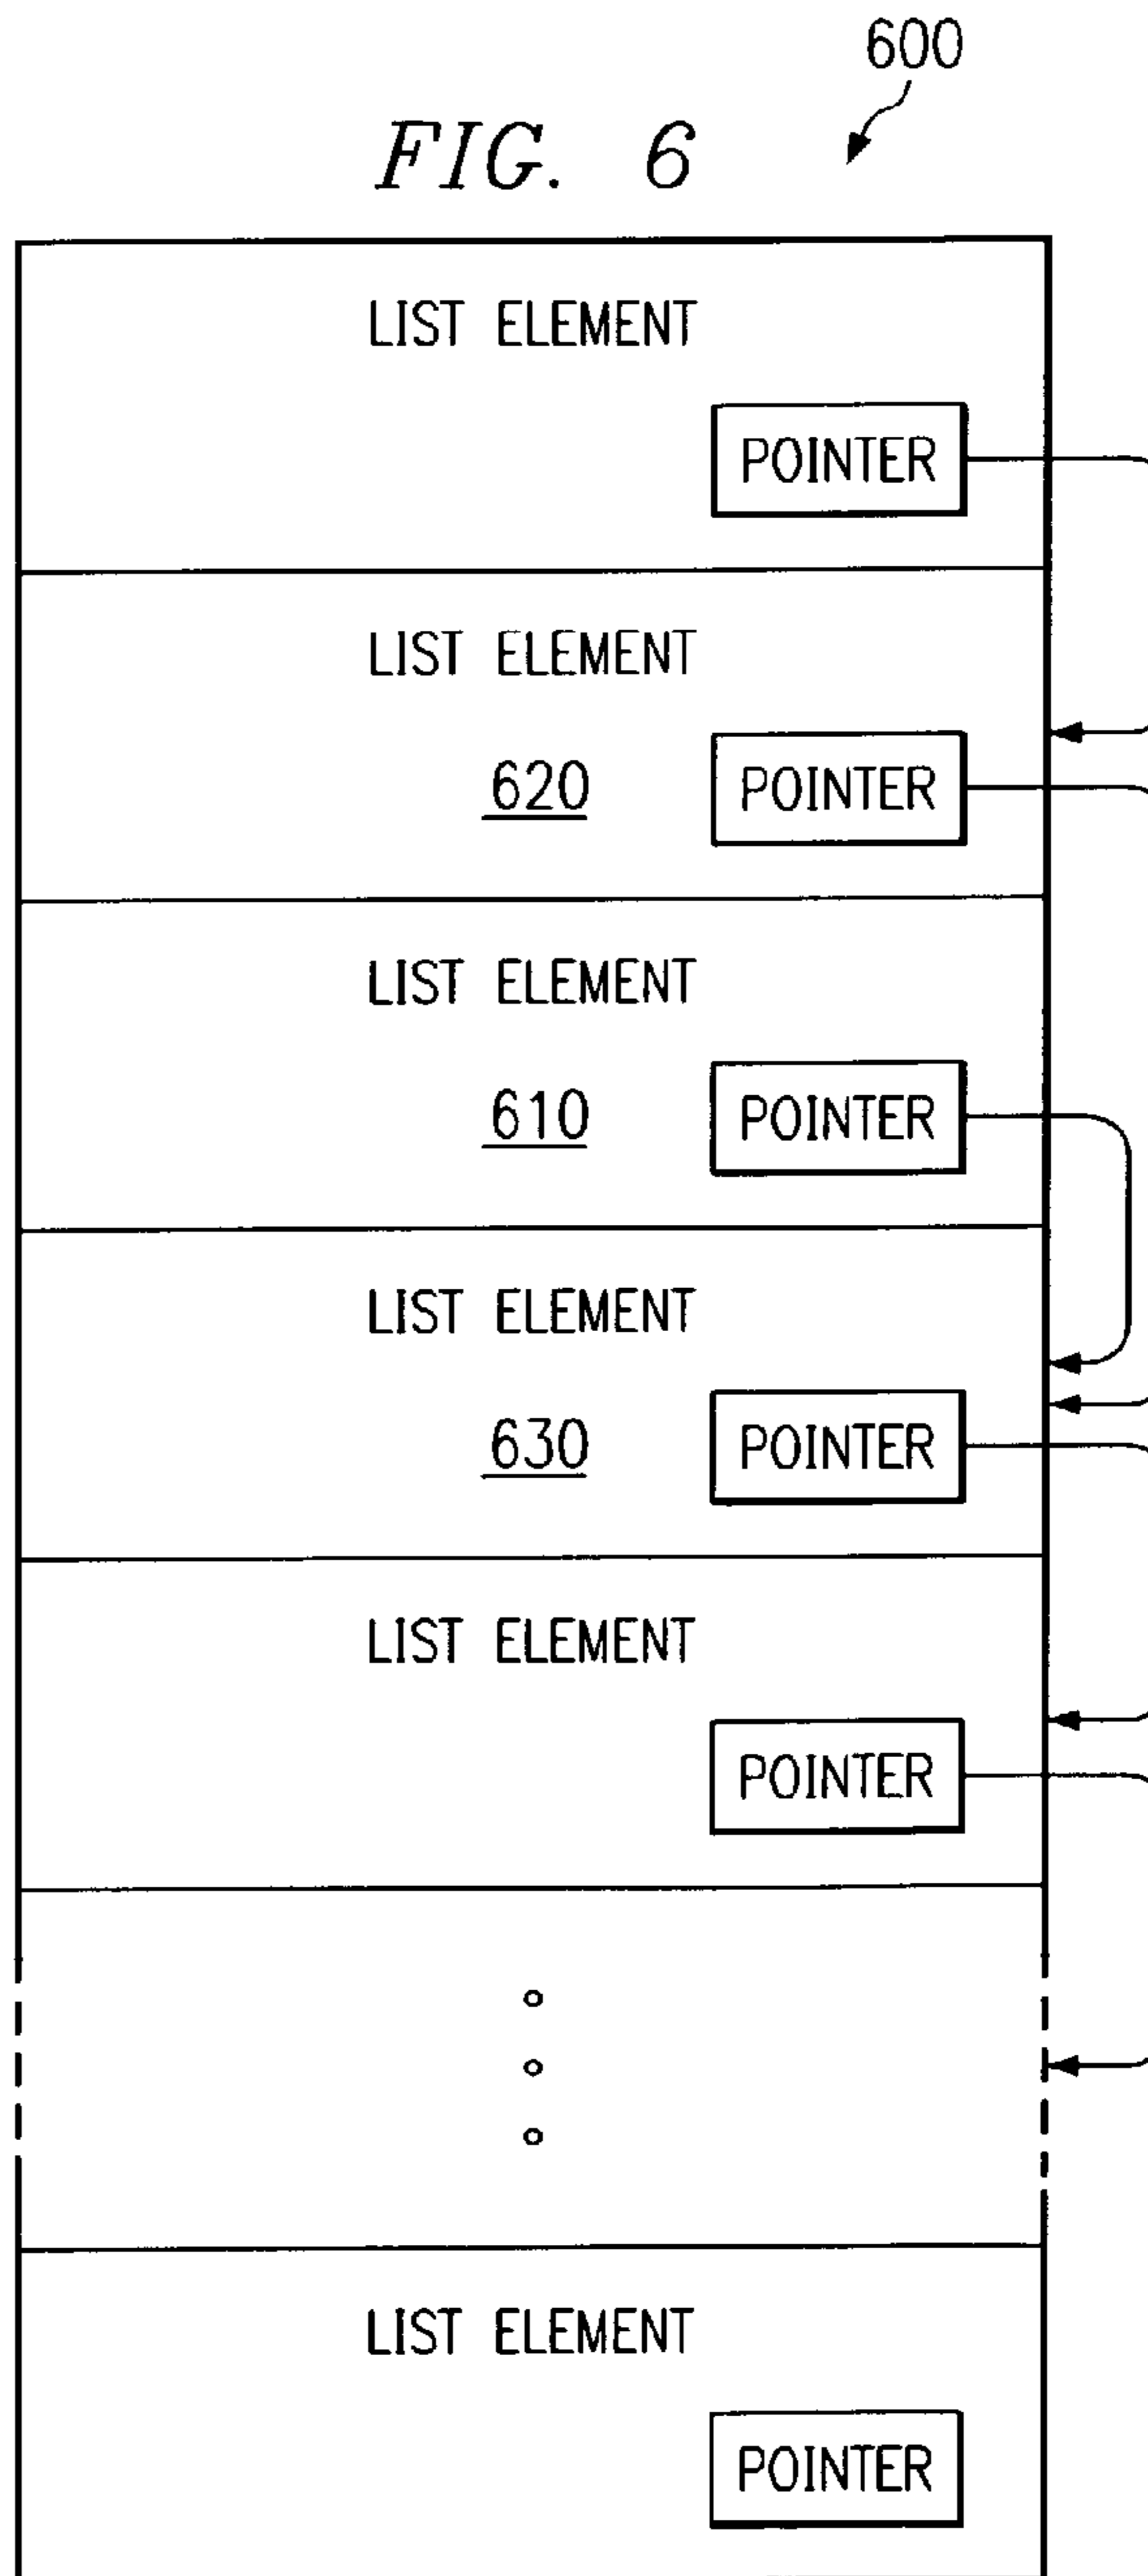 600
FIG. 6
LIST ELEMENT
POINTER
LIST ELEMENT
620 POINTER
LIST ELEMENT
610 POINTER
LIST ELEMENT
630 POINTER
LIST ELEMENT
POINTER
LIST ELEMENT
POINTER